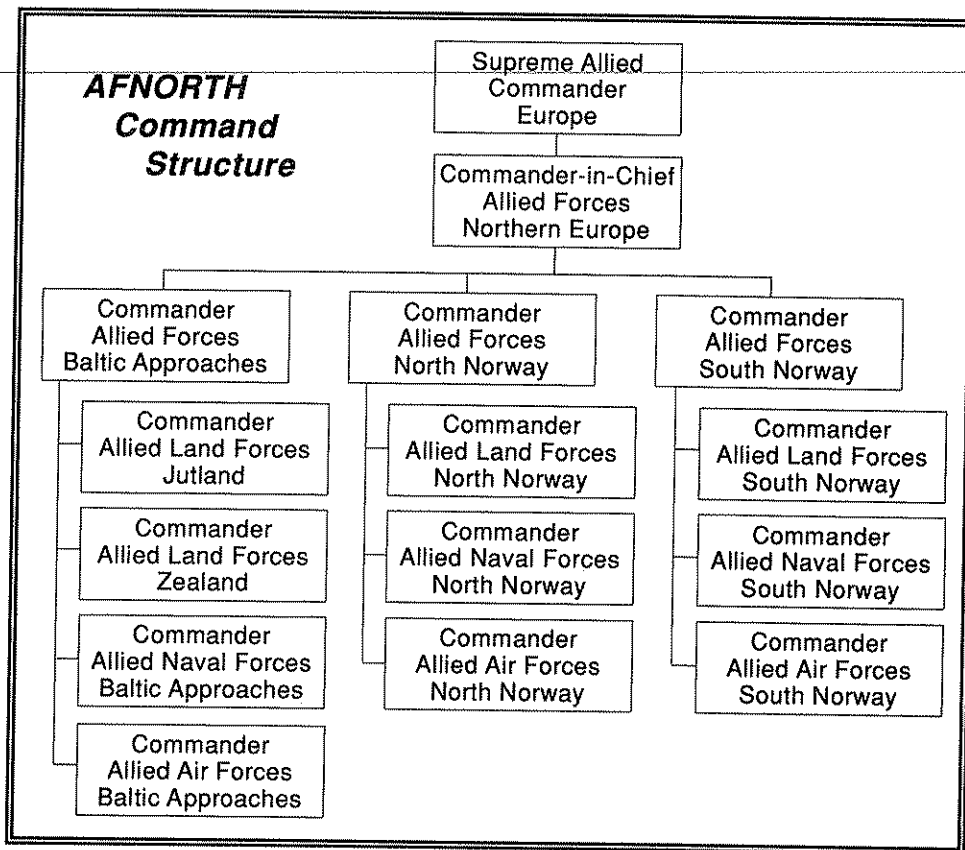 AFNORTH
Command
Structure
Supreme Allied
Commander
Europe
Commander-in-Chief
Allied Forces
Northern Europe
Commander
Allied Forces
Baltic Approaches
Commander
Allied Land Forces
Jutland
Commander
Allied Land Forces
Zealand
Commander
Allied Naval Forces
Baltic Approaches
Commander
Allied Air Forces
Baltic Approaches
Commander
Allied Forces
North Norway
Commander
Allied Land Forces
North Norway
Commander
Allied Naval Forces
North Norway
Commander
Allied Air Forces
North Norway
Commander
Allied Forces
South Norway
Commander
Allied Land Forces
South Norway
Commander
Allied Naval Forces
South Norway
Commander
Allied Air Forces
South Norway